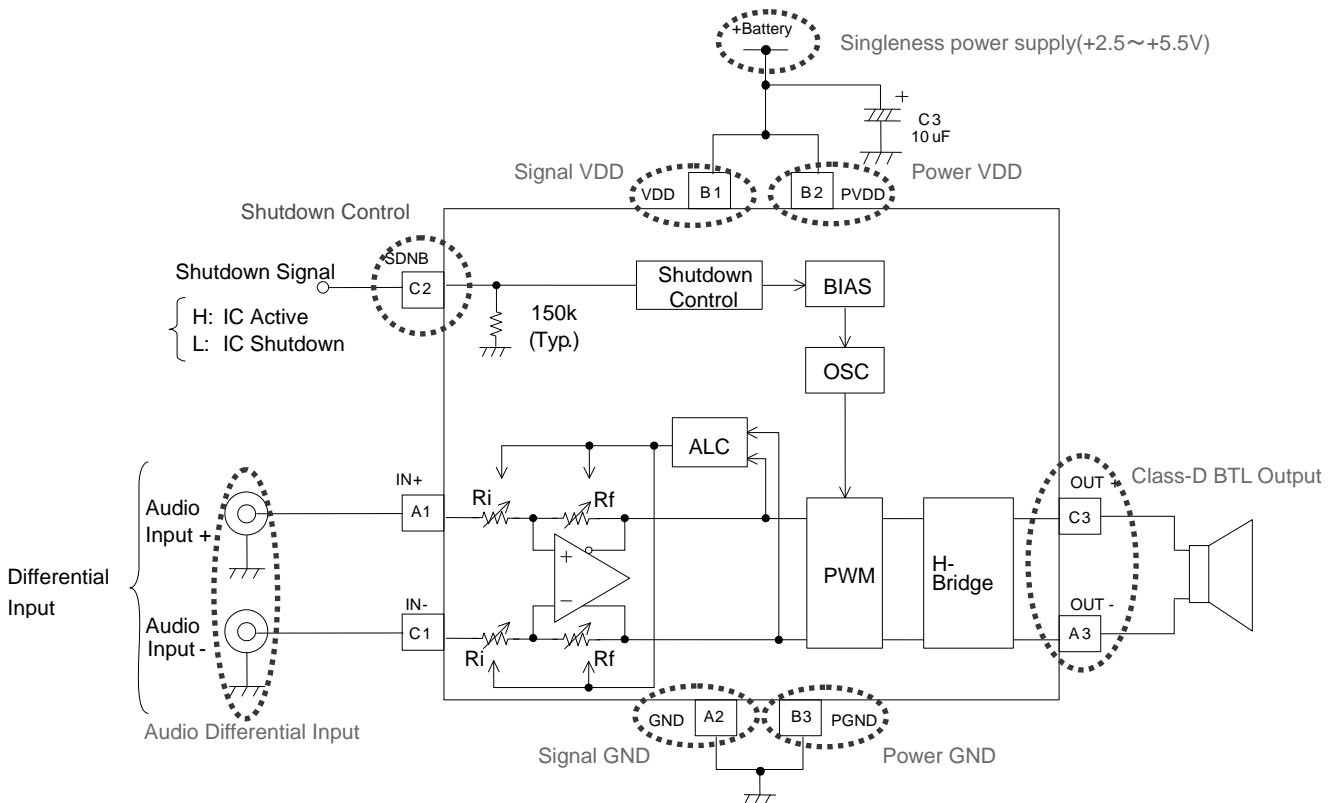 +Battery
Singleness power supply(+2.5～+5.5V)
+
C3
10 uF
Signal VDD
Power VDD
VDD
B1
B2
PVDD
Shutdown Control
SDNB
Shutdown Signal
C2
H: IC Active
L: IC Shutdown
150k
(Typ.)
Shutdown
Control
BIAS
OSC
ALC
Class-D BTL Output
IN+
A1
Ri
Rf
OUT +
C3
Audio
Input +
+
−
PWM
H-
Bridge
Differential
Input
Audio
Input -
IN-
C1
Ri
Rf
OUT -
A3
Audio Differential Input
GND
A2
B3
PGND
Signal GND
Power GND